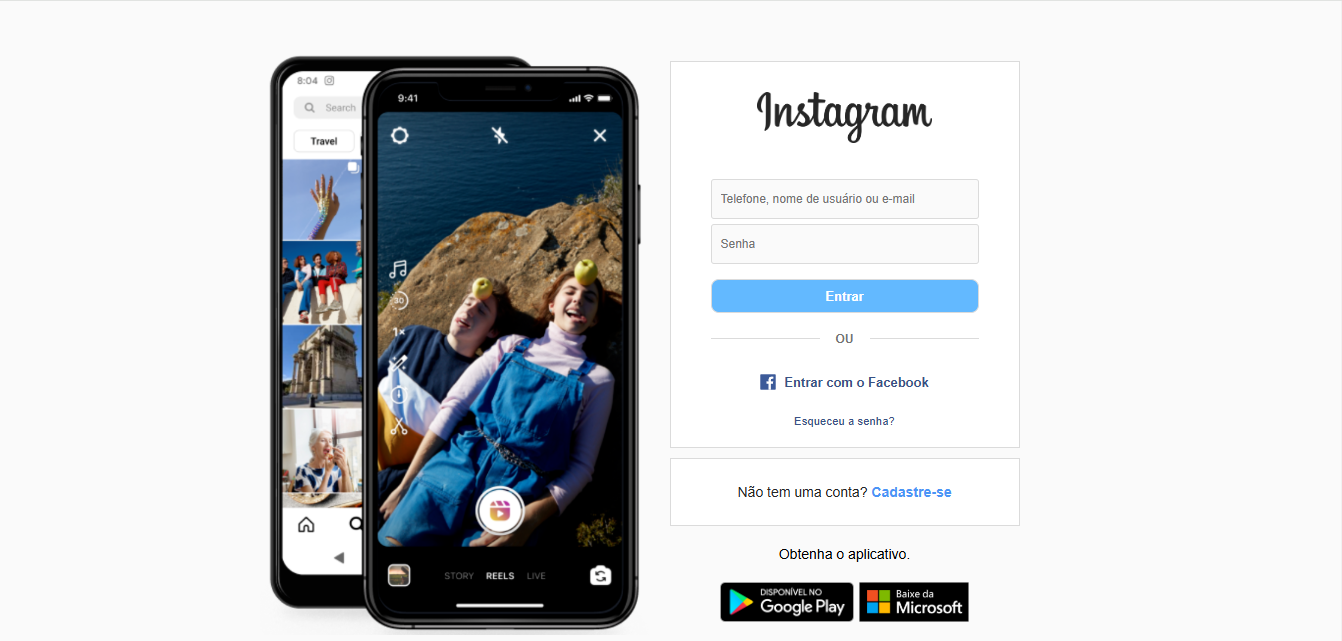 8:04
Search
Travel
9:41
30
1x
STORY REELS LIVE
Instagram
Telefone, nome de usuário ou e-mail
Senha
Entrar
OU
Entrar com o Facebook
Esqueceu a senha?
Não tem uma conta? Cadastre-se
Obtenha o aplicativo.
DISPONÍVEL NO
Google Play
Baixe da
Microsoft